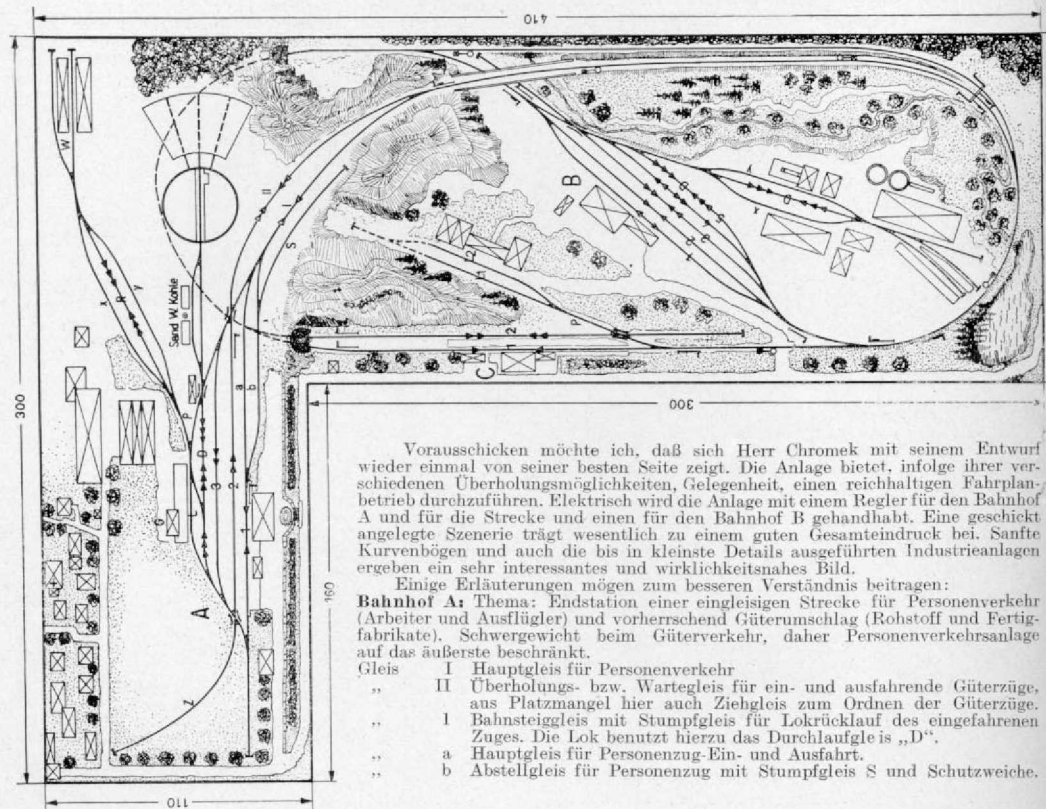 410
300
W
II
I
S
x
R
y
Sand W. Kohle
P
B
C
1
2
300
a
b
D
3
2
1
L
G
A
Z
160
110
Vorausschicken möchte ich, daß sich Herr Chromek mit seinem Entwurf
wieder einmal von seiner besten Seite zeigt. Die Anlage bietet, infolge ihrer ver-
schiedenen Überholungsmöglichkeiten, Gelegenheit, einen reichhaltigen Fahrplan-
betrieb durchzuführen. Elektrisch wird die Anlage mit einem Regler für den Bahnhof
A und für die Strecke und einen für den Bahnhof B gehandhabt. Eine geschickt
angelegte Szenerie trägt wesentlich zu einem guten Gesamteindruck bei. Sanfte
Kurvenbögen und auch die bis in kleinste Details ausgeführten Industrieanlagen
ergeben ein sehr interessantes und wirklichkeitsnahes Bild.
Einige Erläuterungen mögen zum besseren Verständnis beitragen:
Bahnhof A: Thema: Endstation einer eingleisigen Strecke für Personenverkehr
(Arbeiter und Ausflügler) und vorherrschend Güterumschlag (Rohstoff und Fertig-
fabrikate). Schwergewicht beim Güterverkehr, daher Personenverkehrsanlage
auf das äußerste beschränkt.
Gleis I Hauptgleis für Personenverkehr
„ II Überholungs- bzw. Wartegleis für ein- und ausfahrende Güterzüge,
aus Platzmangel hier auch Ziehgleis zum Ordnen der Güterzüge.
„ 1 Bahnsteiggleis mit Stumpfgleis für Lokrücklauf des eingefahrenen
Zuges. Die Lok benutzt hierzu das Durchlaufgleis „D“.
„ a Hauptgleis für Personenzug-Ein- und Ausfahrt.
„ b Abstellgleis für Personenzug mit Stumpfgleis S und Schutzweiche.